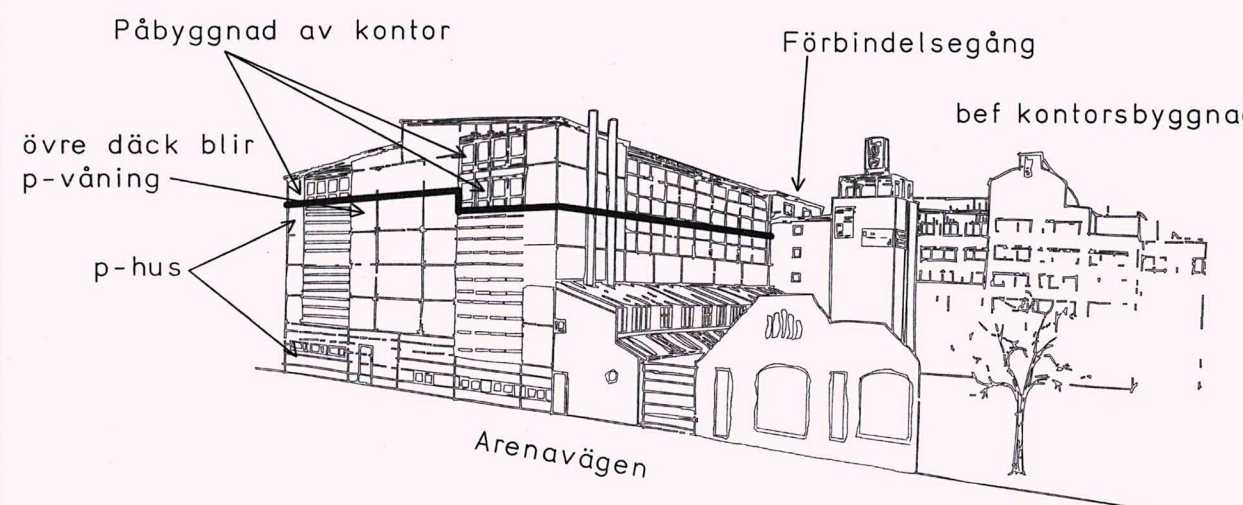 Påbyggnad av kontor
Förbindelsegång
bef kontorsbyggnad
övre däck blir
p-våning
p-hus
Arenavägen